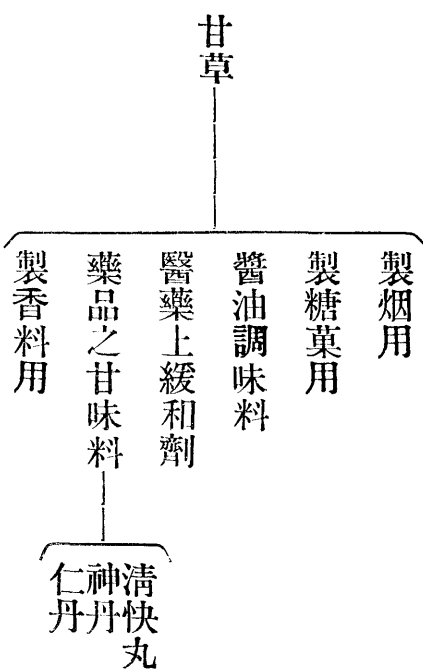 甘草
製烟用
製糖菓用
醬油調味料
醫藥上緩和劑
藥品之甘味料
製香料用
清快丸
神丹
仁丹